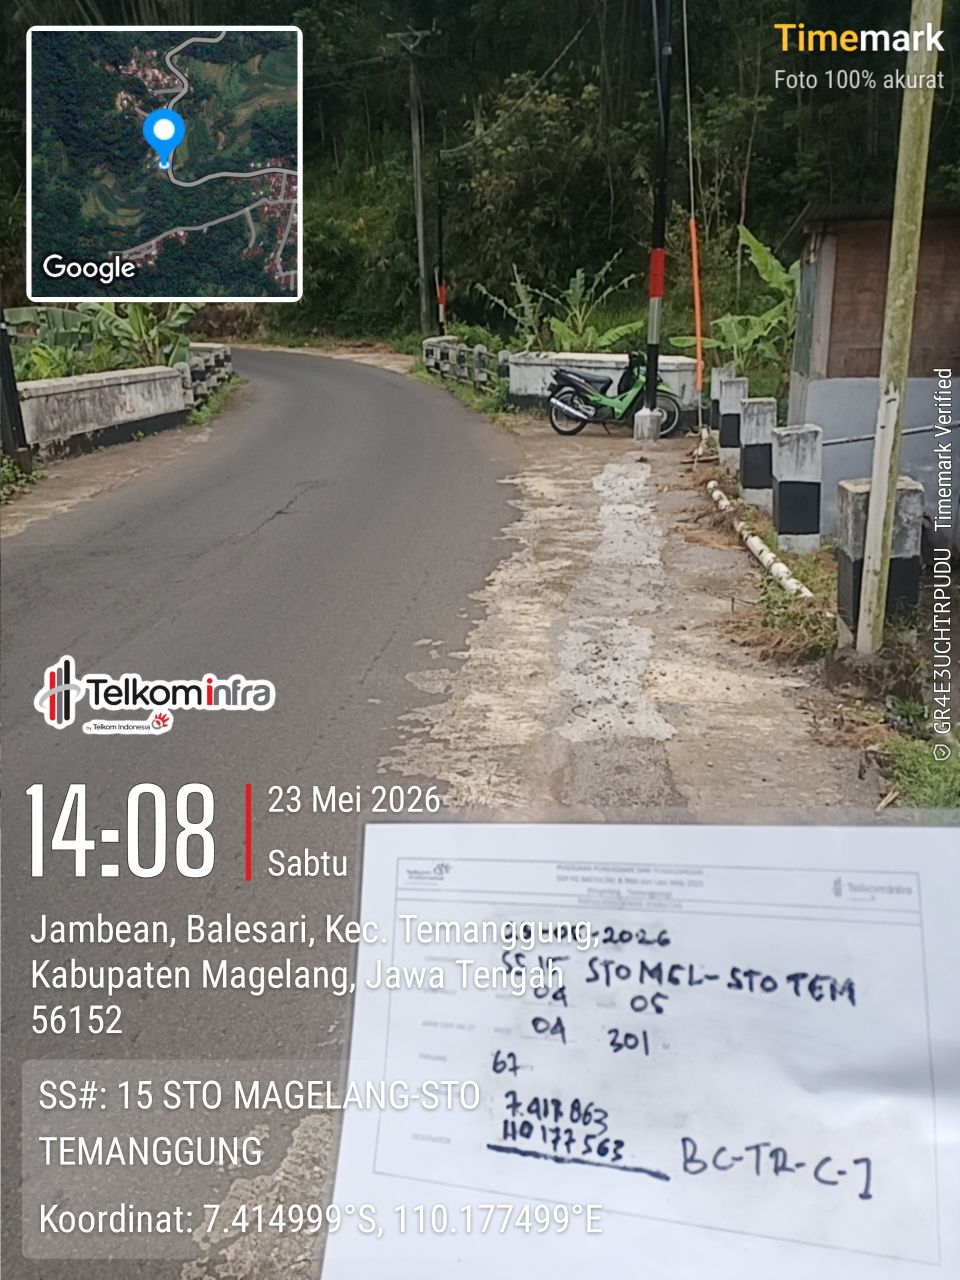 Timemark
Foto 100% akurat
Google
GR4E3UCHTRPUDU Timemark Verified
Telkominfra
by Telkom Indonesia
14:08
23 Mei 2026
Sabtu
Jambean, Balesari, Kec. Temanggung,
Kabupaten Magelang, Jawa Tengah
56152
SS#: 15 STO MAGELANG-STO
TEMANGGUNG
Koordinat: 7.414999°S, 110.177499°E
Telkominfra
-2026
STO MGL-STO TEM
04 05
04 301
67
7.417863
110177563
BC-TR-C-1